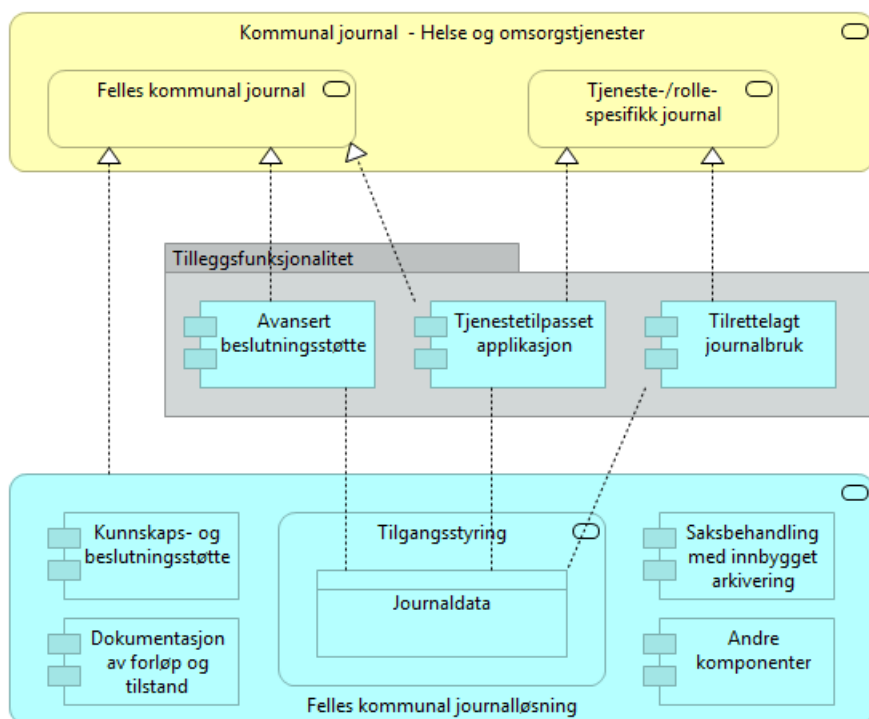 Kommunal journal - Helse og omsorgstjenester
Felles kommunal journal
Tjeneste-/rolle-
spesifikk journal
Tilleggsfunksjonalitet
Avansert
beslutningsstøtte
Tjenestetilpasset
applikasjon
Tilrettelagt
journalbruk
Kunnskaps- og
beslutningsstøtte
Tilgangsstyring
Journaldata
Saksbehandling
med innbygget
arkivering
Dokumentasjon
av forløp og
tilstand
Andre
komponenter
Felles kommunal journalløsning